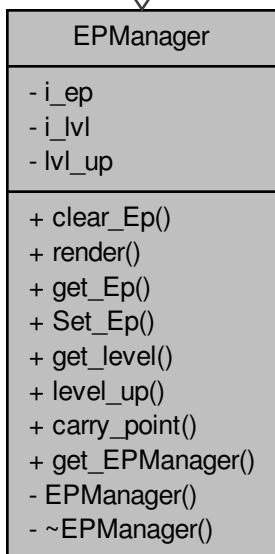 EPManager
- i_ep
- i_lvl
- lvl_up
+ clear_Ep()
+ render()
+ get_Ep()
+ Set_Ep()
+ get_level()
+ level_up()
+ carry_point()
+ get_EPManager()
- EPManager()
- ~EPManager()